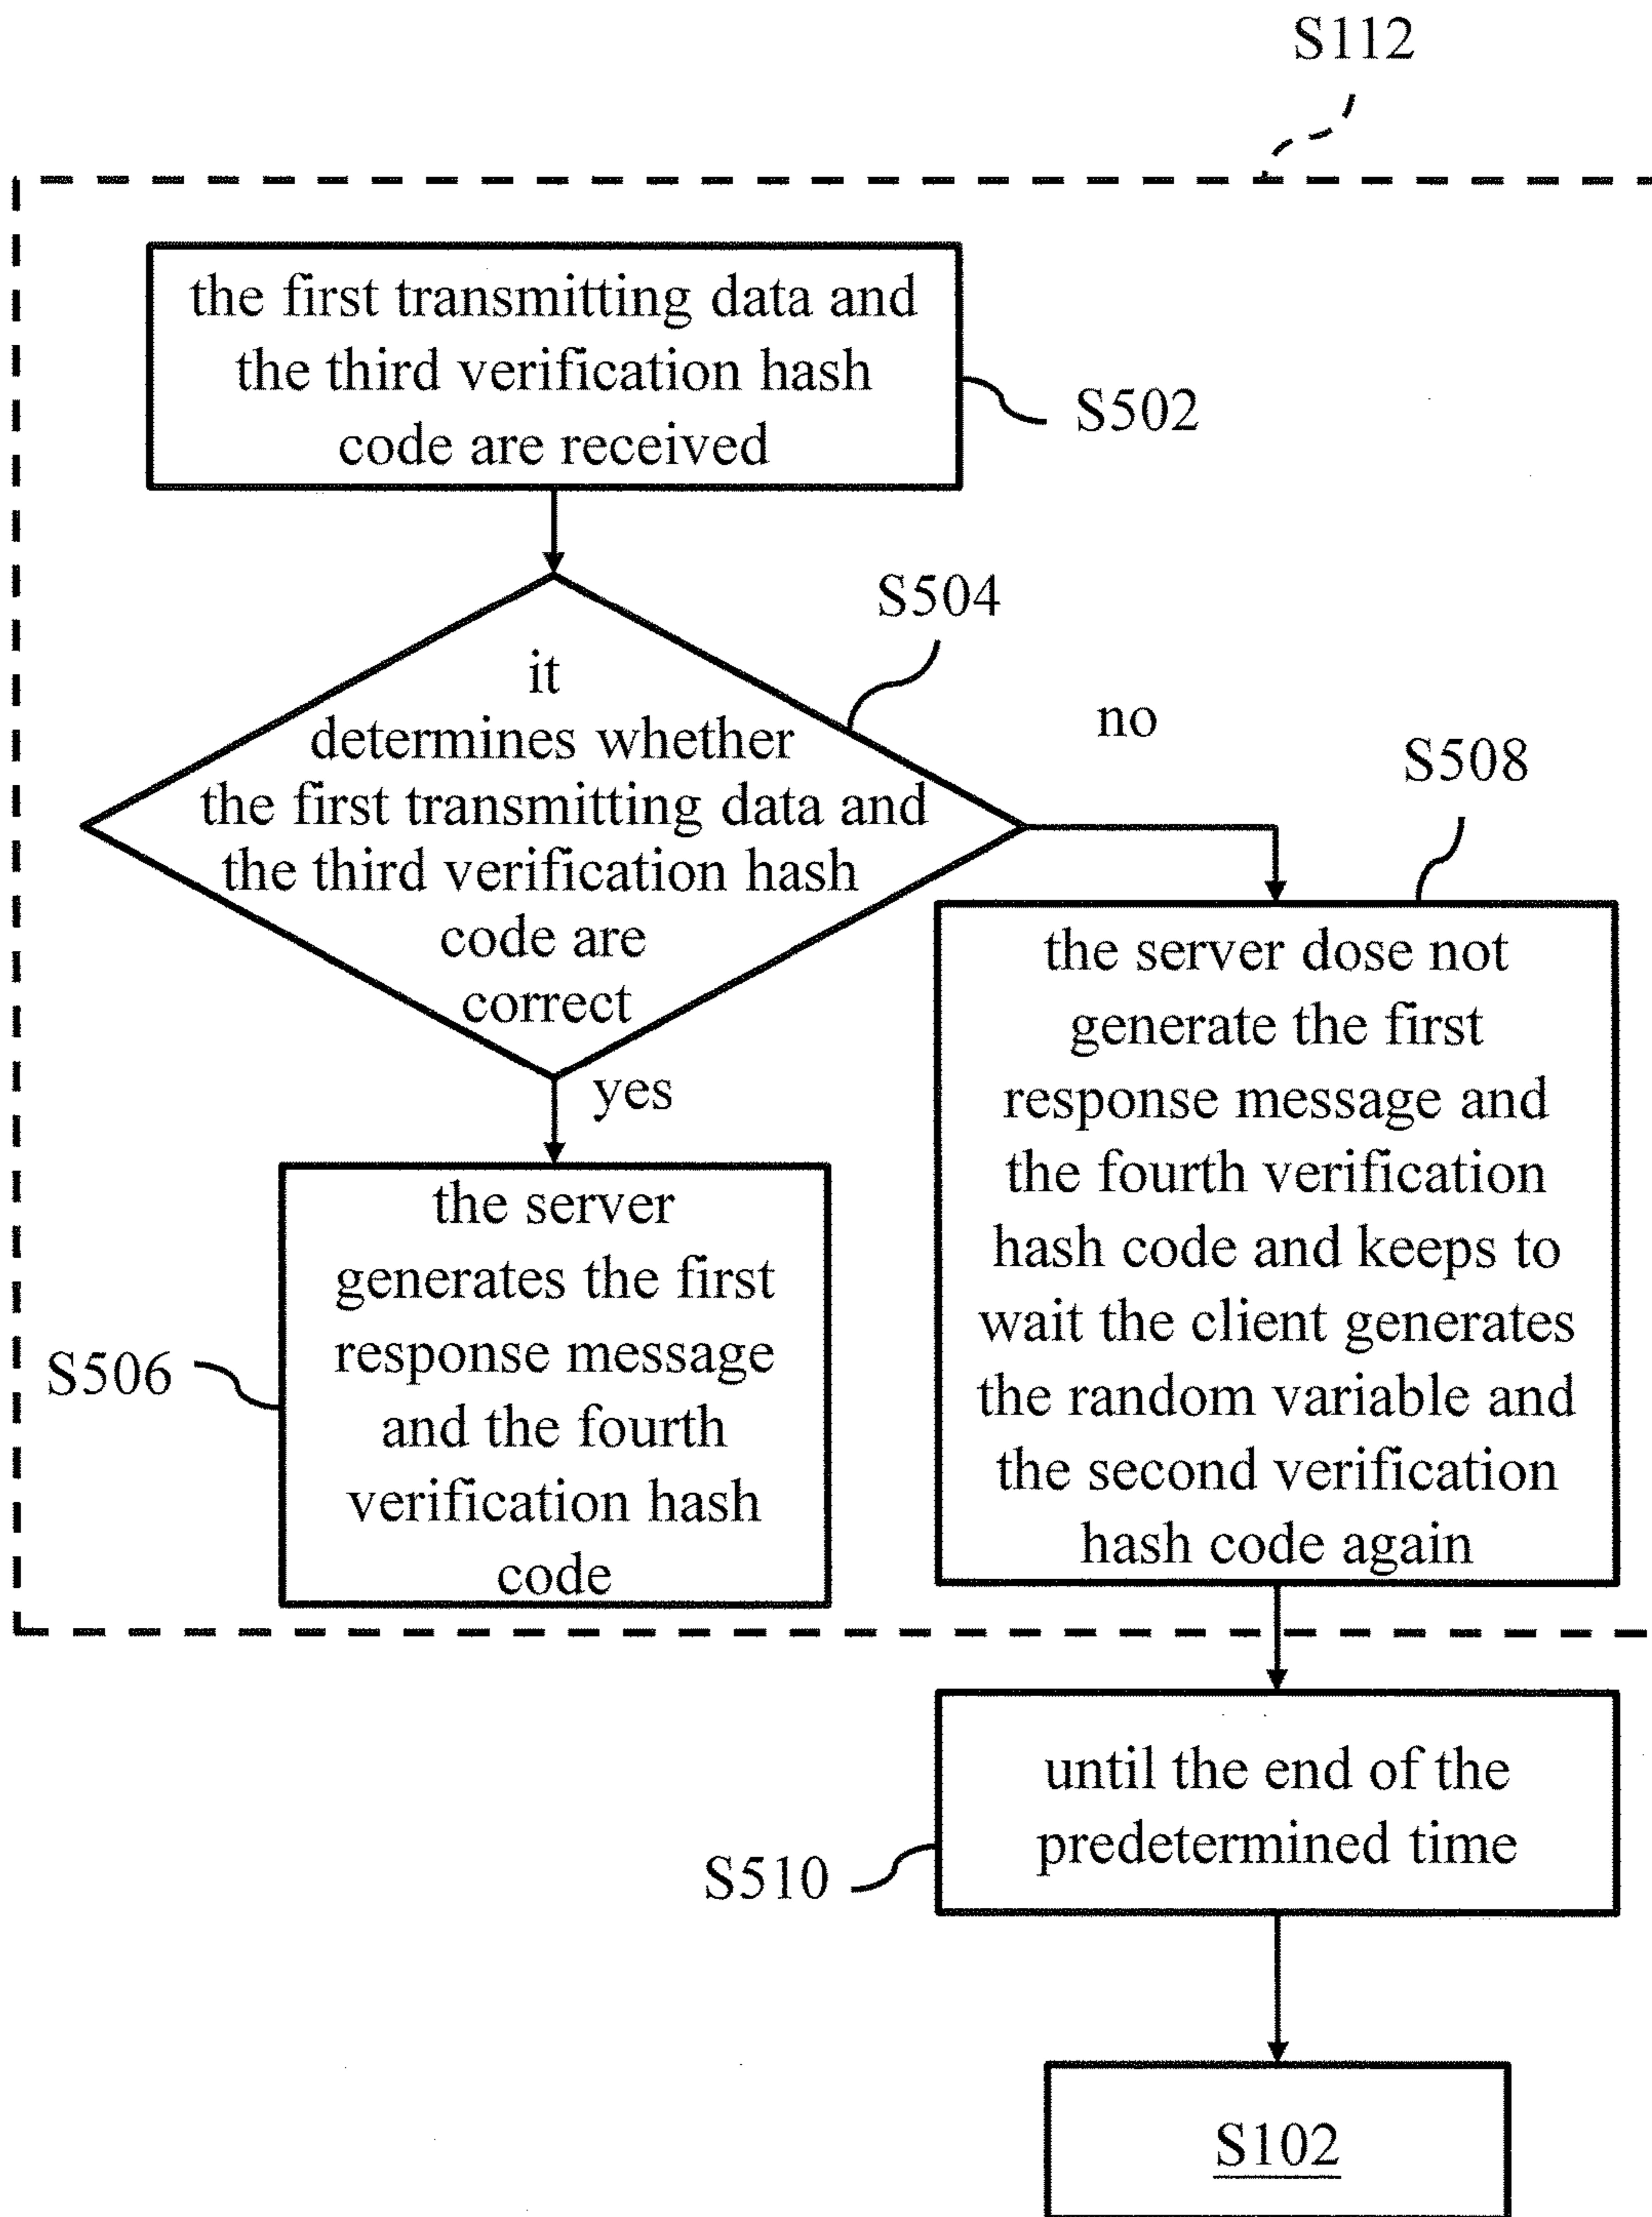 S112
the first transmitting data and
the third verification hash
code are received
S502
S504
it
determines whether
the first transmitting data and
the third verification hash
code are
correct
no
S508
yes
the server
generates the first
response message
and the fourth
verification hash
code
S506
the server dose not
generate the first
response message and
the fourth verification
hash code and keeps to
wait the client generates
the random variable and
the second verification
hash code again
until the end of the
predetermined time
S510
S102